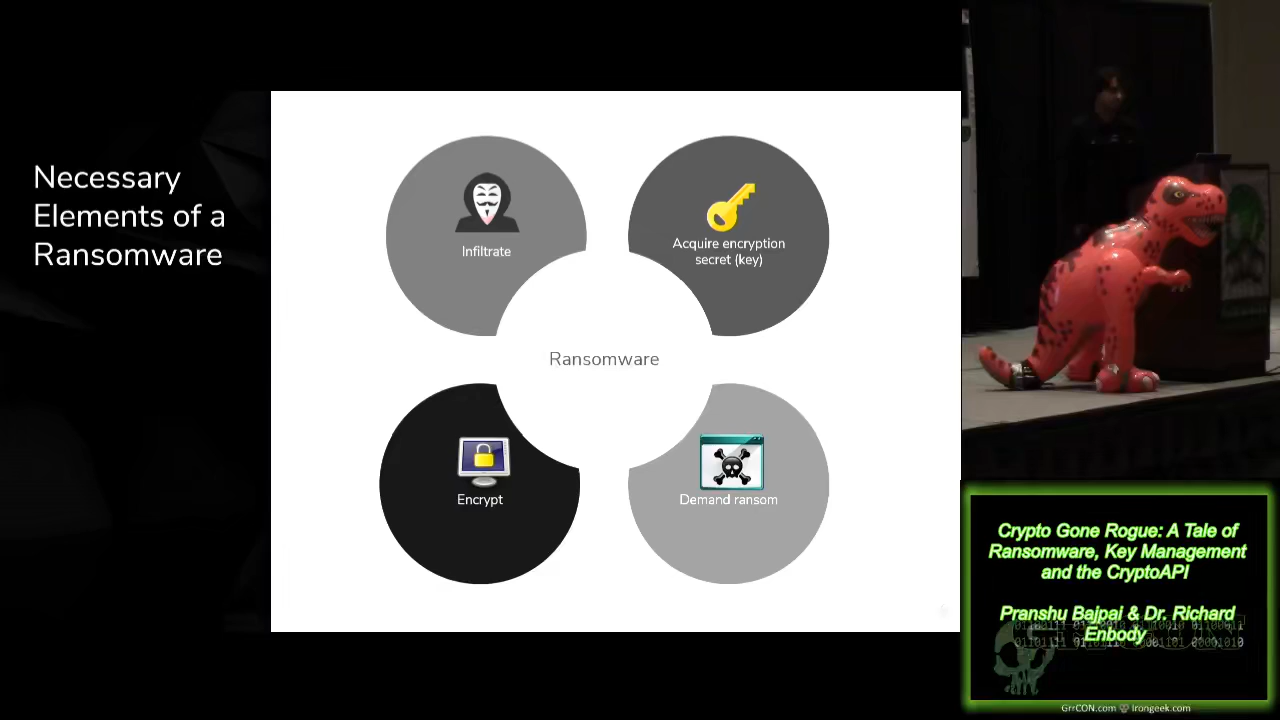 Necessary
Elements of a
Ransomware
Infiltrate
Acquire encryption
secret (key)
Ransomware
Encrypt
Demand ransom
Crypto Gone Rogue: A Tale of
Ransomware, Key Management
and the CryptoAPI
Pranshu Bajpai & Dr. Richard
Enbody
GrrCON.com Irongeek.com